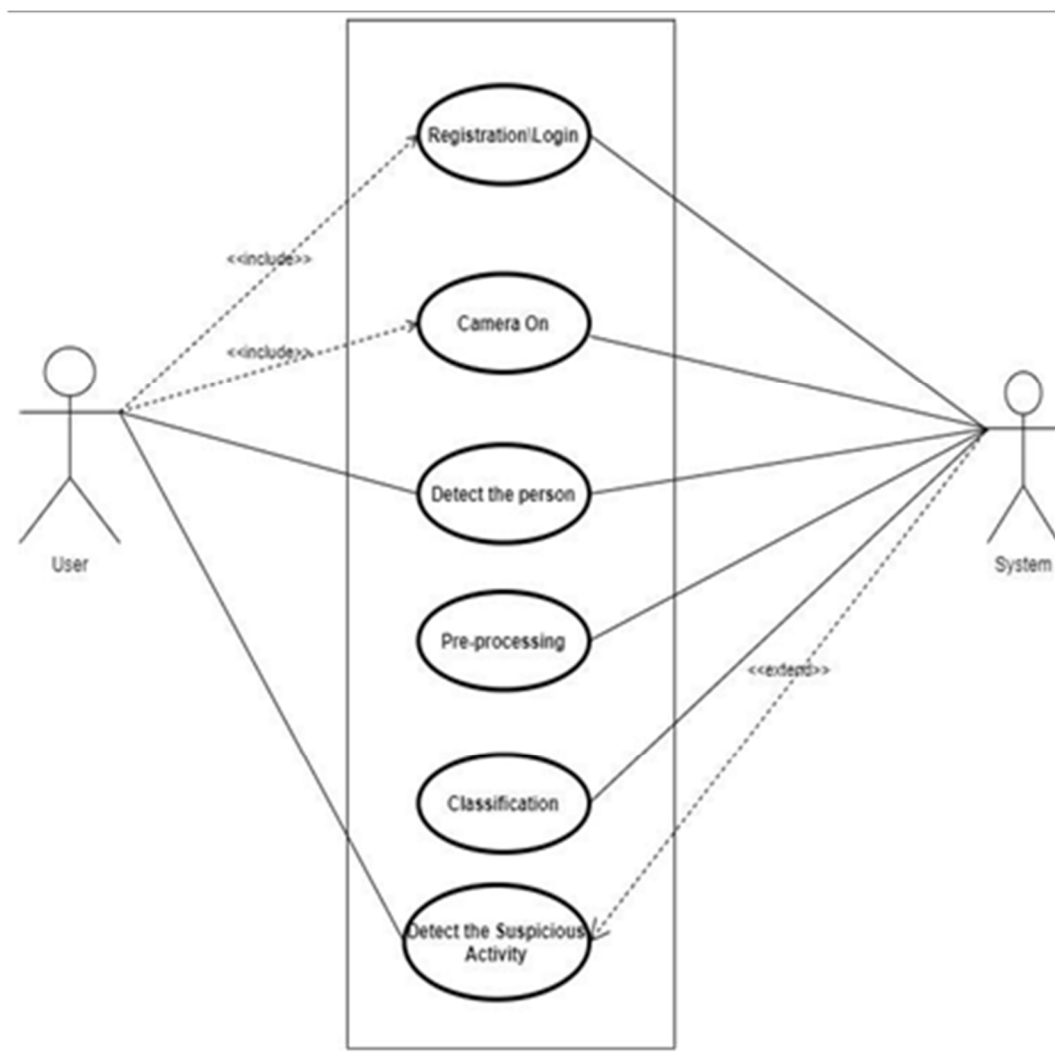 Registration\Login
<<include>>
Camera On
<<include>>
Detect the person
User
System
Pre-processing
<<extend>>
Classification
Detect the Suspicious
Activity